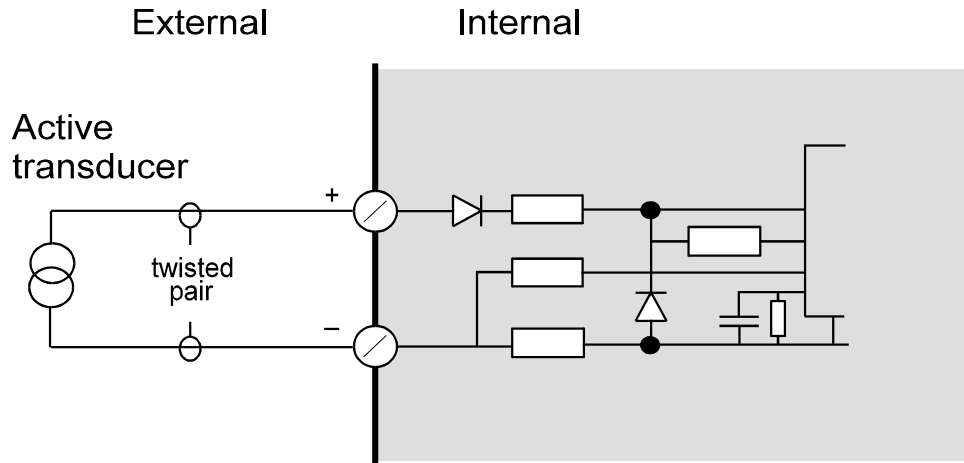 External
Internal
Active
transducer
+
twisted
pair
–